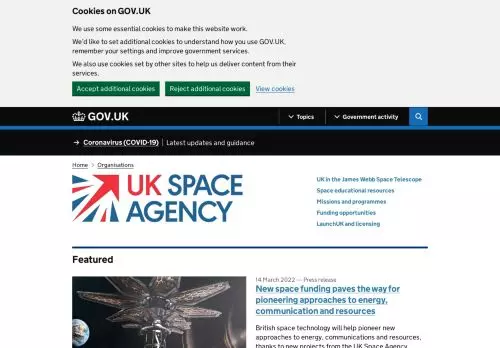 Cookies on GOV.UK
We use some essential cookies to make this website work.
We'd like to set additional cookies to understand how you use GOV.UK,
remember your settings and improve government services.
We also use cookies set by other sites to help us deliver content from their
services.
Accept additional cookies Reject additional cookies View cookies
GOV.UK Topics Government activity
→ Coronavirus (COVID-19) Latest updates and guidance
Home > Organisations
UK SPACE
AGENCY
UK in the James Webb Space Telescope
Space educational resources
Missions and programmes
Funding opportunities
LaunchUK and licensing
Featured
14 March 2022 — Press release
New space funding paves the way for
pioneering approaches to energy,
communication and resources
British space technology will help pioneer new
approaches to energy, communications and resources,
thanks to new projects from the UK Space Agency